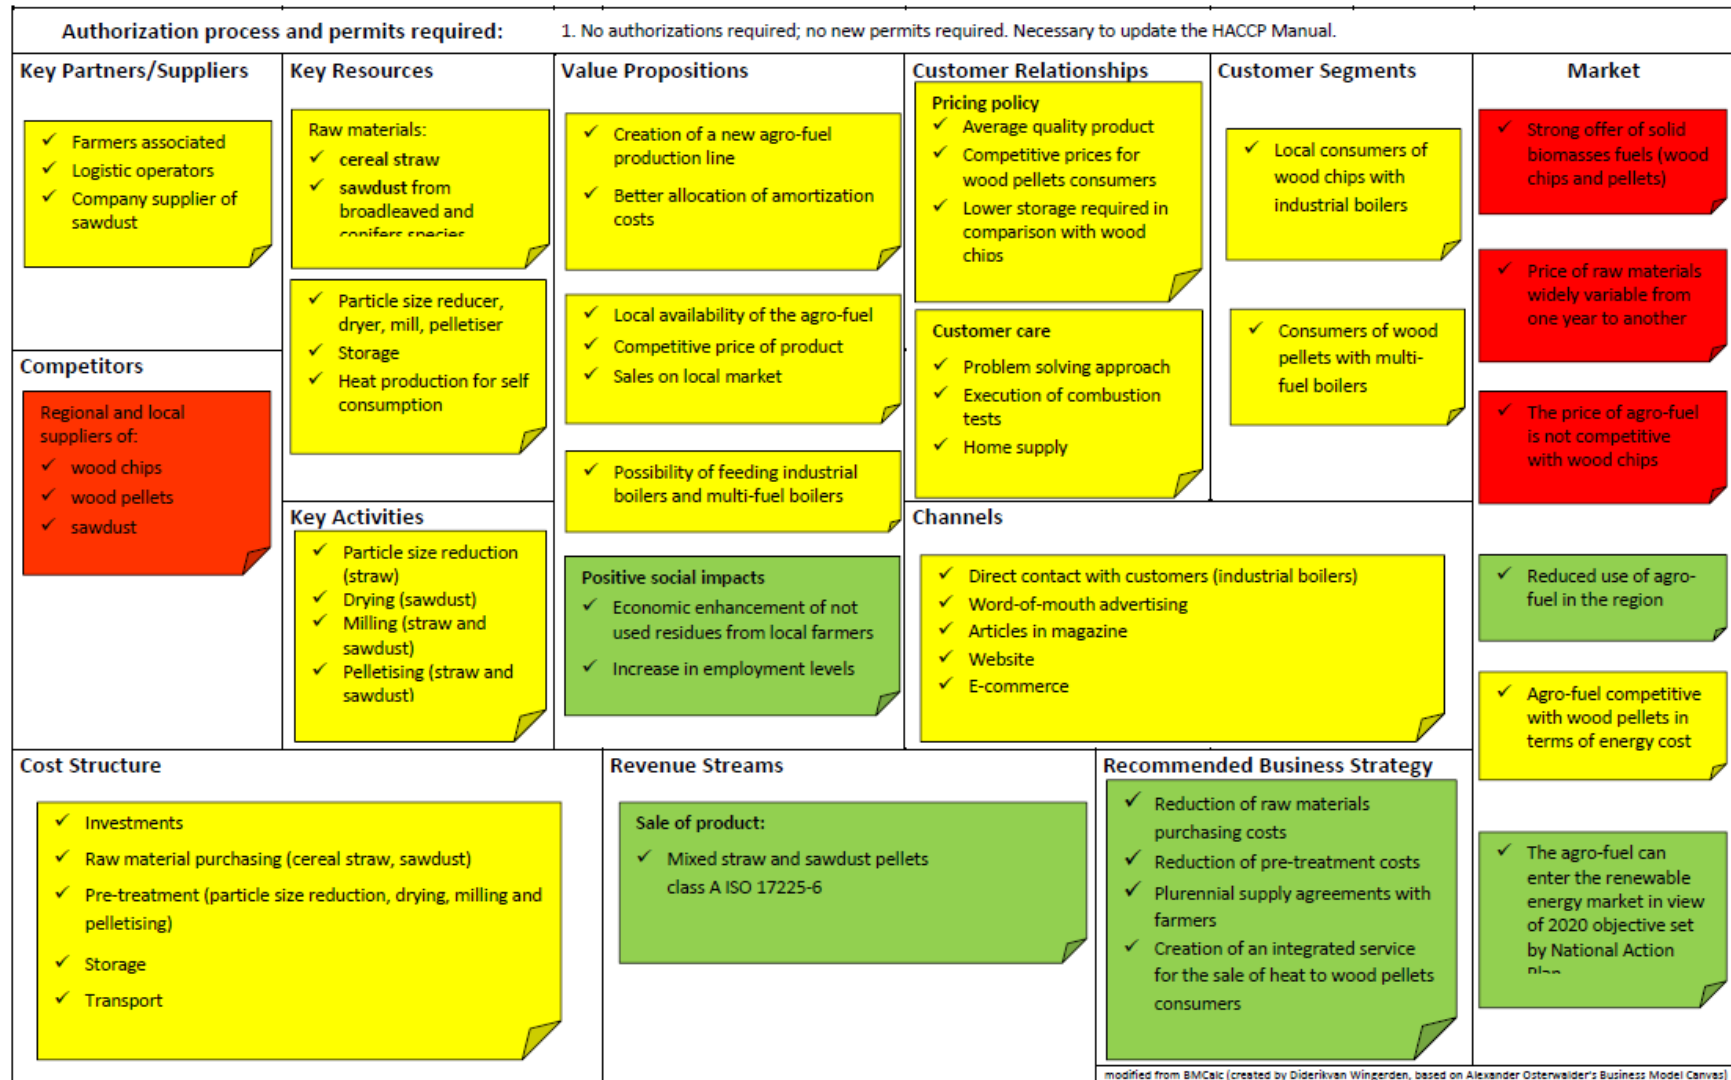 Authorization process and permits required:
1. No authorizations required; no new permits required. Necessary to update the HACCP Manual.
Key Partners/Suppliers
✓ Farmers associated
✓ Logistic operators
✓ Company supplier of
sawdust
Competitors
Regional and local
suppliers of:
✓ wood chips
✓ wood pellets
✓ sawdust
Key Resources
Raw materials:
✓ cereal straw
✓ sawdust from
broadleaved and
conifers species
✓ Particle size reducer,
dryer, mill, pelletiser
✓ Storage
✓ Heat production for self
consumption
Key Activities
✓ Particle size reduction
(straw)
✓ Drying (sawdust)
✓ Milling (straw and
sawdust)
✓ Pelletising (straw and
sawdust)
Value Propositions
✓ Creation of a new agro-fuel
production line
✓ Better allocation of amortization
costs
✓ Local availability of the agro-fuel
✓ Competitive price of product
✓ Sales on local market
✓ Possibility of feeding industrial
boilers and multi-fuel boilers
Positive social impacts
✓ Economic enhancement of not
used residues from local farmers
✓ Increase in employment levels
Customer Relationships
Pricing policy
✓ Average quality product
✓ Competitive prices for
wood pellets consumers
✓ Lower storage required in
comparison with wood
chips
Customer care
✓ Problem solving approach
✓ Execution of combustion
tests
✓ Home supply
Customer Segments
✓ Local consumers of
wood chips with
industrial boilers
✓ Consumers of wood
pellets with multi-
fuel boilers
Channels
✓ Direct contact with customers (industrial boilers)
✓ Word-of-mouth advertising
✓ Articles in magazine
✓ Website
✓ E-commerce
Market
✓ Strong offer of solid
biomasses fuels (wood
chips and pellets)
✓ Price of raw materials
widely variable from
one year to another
✓ The price of agro-fuel
is not competitive
with wood chips
✓ Reduced use of agro-
fuel in the region
✓ Agro-fuel competitive
with wood pellets in
terms of energy cost
✓ The agro-fuel can
enter the renewable
energy market in view
of 2020 objective set
by National Action
Plan
Cost Structure
✓ Investments
✓ Raw material purchasing (cereal straw, sawdust)
✓ Pre-treatment (particle size reduction, drying, milling and
pelletising)
✓ Storage
✓ Transport
Revenue Streams
Sale of product:
✓ Mixed straw and sawdust pellets
class A ISO 17225-6
Recommended Business Strategy
✓ Reduction of raw materials
purchasing costs
✓ Reduction of pre-treatment costs
✓ Plurennial supply agreements with
farmers
✓ Creation of an integrated service
for the sale of heat to wood pellets
consumers
modified from BMCalc (created by Diderikvan Wingerden, based on Alexander Osterwalder's Business Model Canvas)